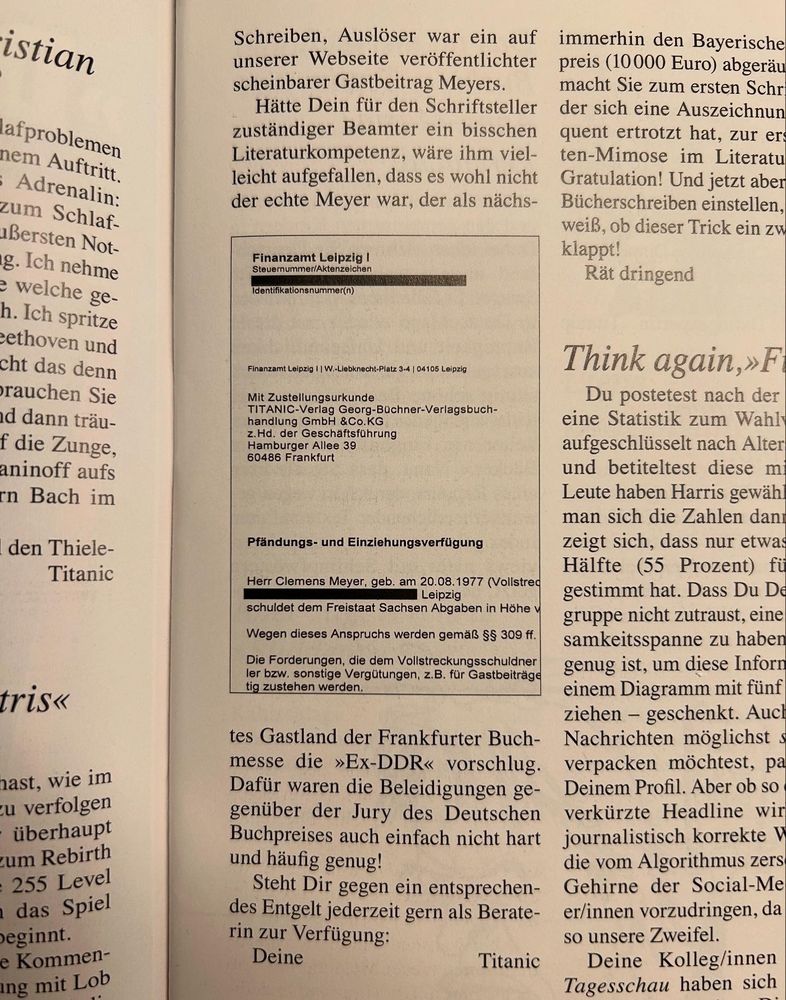 istian
lafproblemen
nem Auftritt.
s Adrenalin:
zum Schlaf-
ußersten Not-
g. Ich nehme
e welche ge-
h. Ich spritze
eethoven und
cht das denn
brauchen Sie
nd dann träu-
f die Zunge,
aninoff aufs
rn Bach im
l den Thiele-
Titanic
tris«
hast, wie im
zu verfolgen
r überhaupt
zum Rebirth
e 255 Level
n das Spiel
beginnt.
e Kommen-
ung mit Lob
Schreiben, Auslöser war ein auf
unserer Webseite veröffentlichter
scheinbarer Gastbeitrag Meyers.
Hätte Dein für den Schriftsteller
zuständiger Beamter ein bisschen
Literaturkompetenz, wäre ihm viel-
leicht aufgefallen, dass es wohl nicht
der echte Meyer war, der als nächs-
Finanzamt Leipzig I
Steuernummer/Aktenzeichen
Identifikationsnummer(n)
Finanzamt Leipzig I | W.-Liebknecht-Platz 3-4 | 04105 Leipzig
Mit Zustellungsurkunde
TITANIC-Verlag Georg-Büchner-Verlagsbuch-
handlung GmbH &Co.KG
z.Hd. der Geschäftsführung
Hamburger Allee 39
60486 Frankfurt
Pfändungs- und Einziehungsverfügung
Herr Clemens Meyer, geb. am 20.08.1977 (Vollstrec
Leipzig
schuldet dem Freistaat Sachsen Abgaben in Höhe v
Wegen dieses Anspruchs werden gemäß §§ 309 ff.
Die Forderungen, die dem Vollstreckungsschuldner
ler bzw. sonstige Vergütungen, z.B. für Gastbeiträge
tig zustehen werden.
tes Gastland der Frankfurter Buch-
messe die »Ex-DDR« vorschlug.
Dafür waren die Beleidigungen ge-
genüber der Jury des Deutschen
Buchpreises auch einfach nicht hart
und häufig genug!
Steht Dir gegen ein entsprechen-
des Entgelt jederzeit gern als Berate-
rin zur Verfügung:
Deine Titanic
immerhin den Bayerische
preis (10 000 Euro) abgeräu
macht Sie zum ersten Schri
der sich eine Auszeichnun
quent ertrotzt hat, zur ers
ten-Mimose im Literatu
Gratulation! Und jetzt aber
Bücherschreiben einstellen,
weiß, ob dieser Trick ein zw
klappt!
Rät dringend
Think again, »Fu
Du postetest nach der
eine Statistik zum Wahlv
aufgeschlüsselt nach Alter
und betiteltest diese mi
Leute haben Harris gewähl
man sich die Zahlen dann
zeigt sich, dass nur etwas
Hälfte (55 Prozent) fü
gestimmt hat. Dass Du De
gruppe nicht zutraust, eine
samkeitsspanne zu haben
genug ist, um diese Inforn
einem Diagramm mit fünf
ziehen – geschenkt. Auch
Nachrichten möglichst s
verpacken möchtest, pa
Deinem Profil. Aber ob so e
verkürzte Headline wir
journalistisch korrekte W
die vom Algorithmus zerse
Gehirne der Social-Me
er/innen vorzudringen, da
so unsere Zweifel.
Deine Kolleg/innen
Tagesschau haben sich